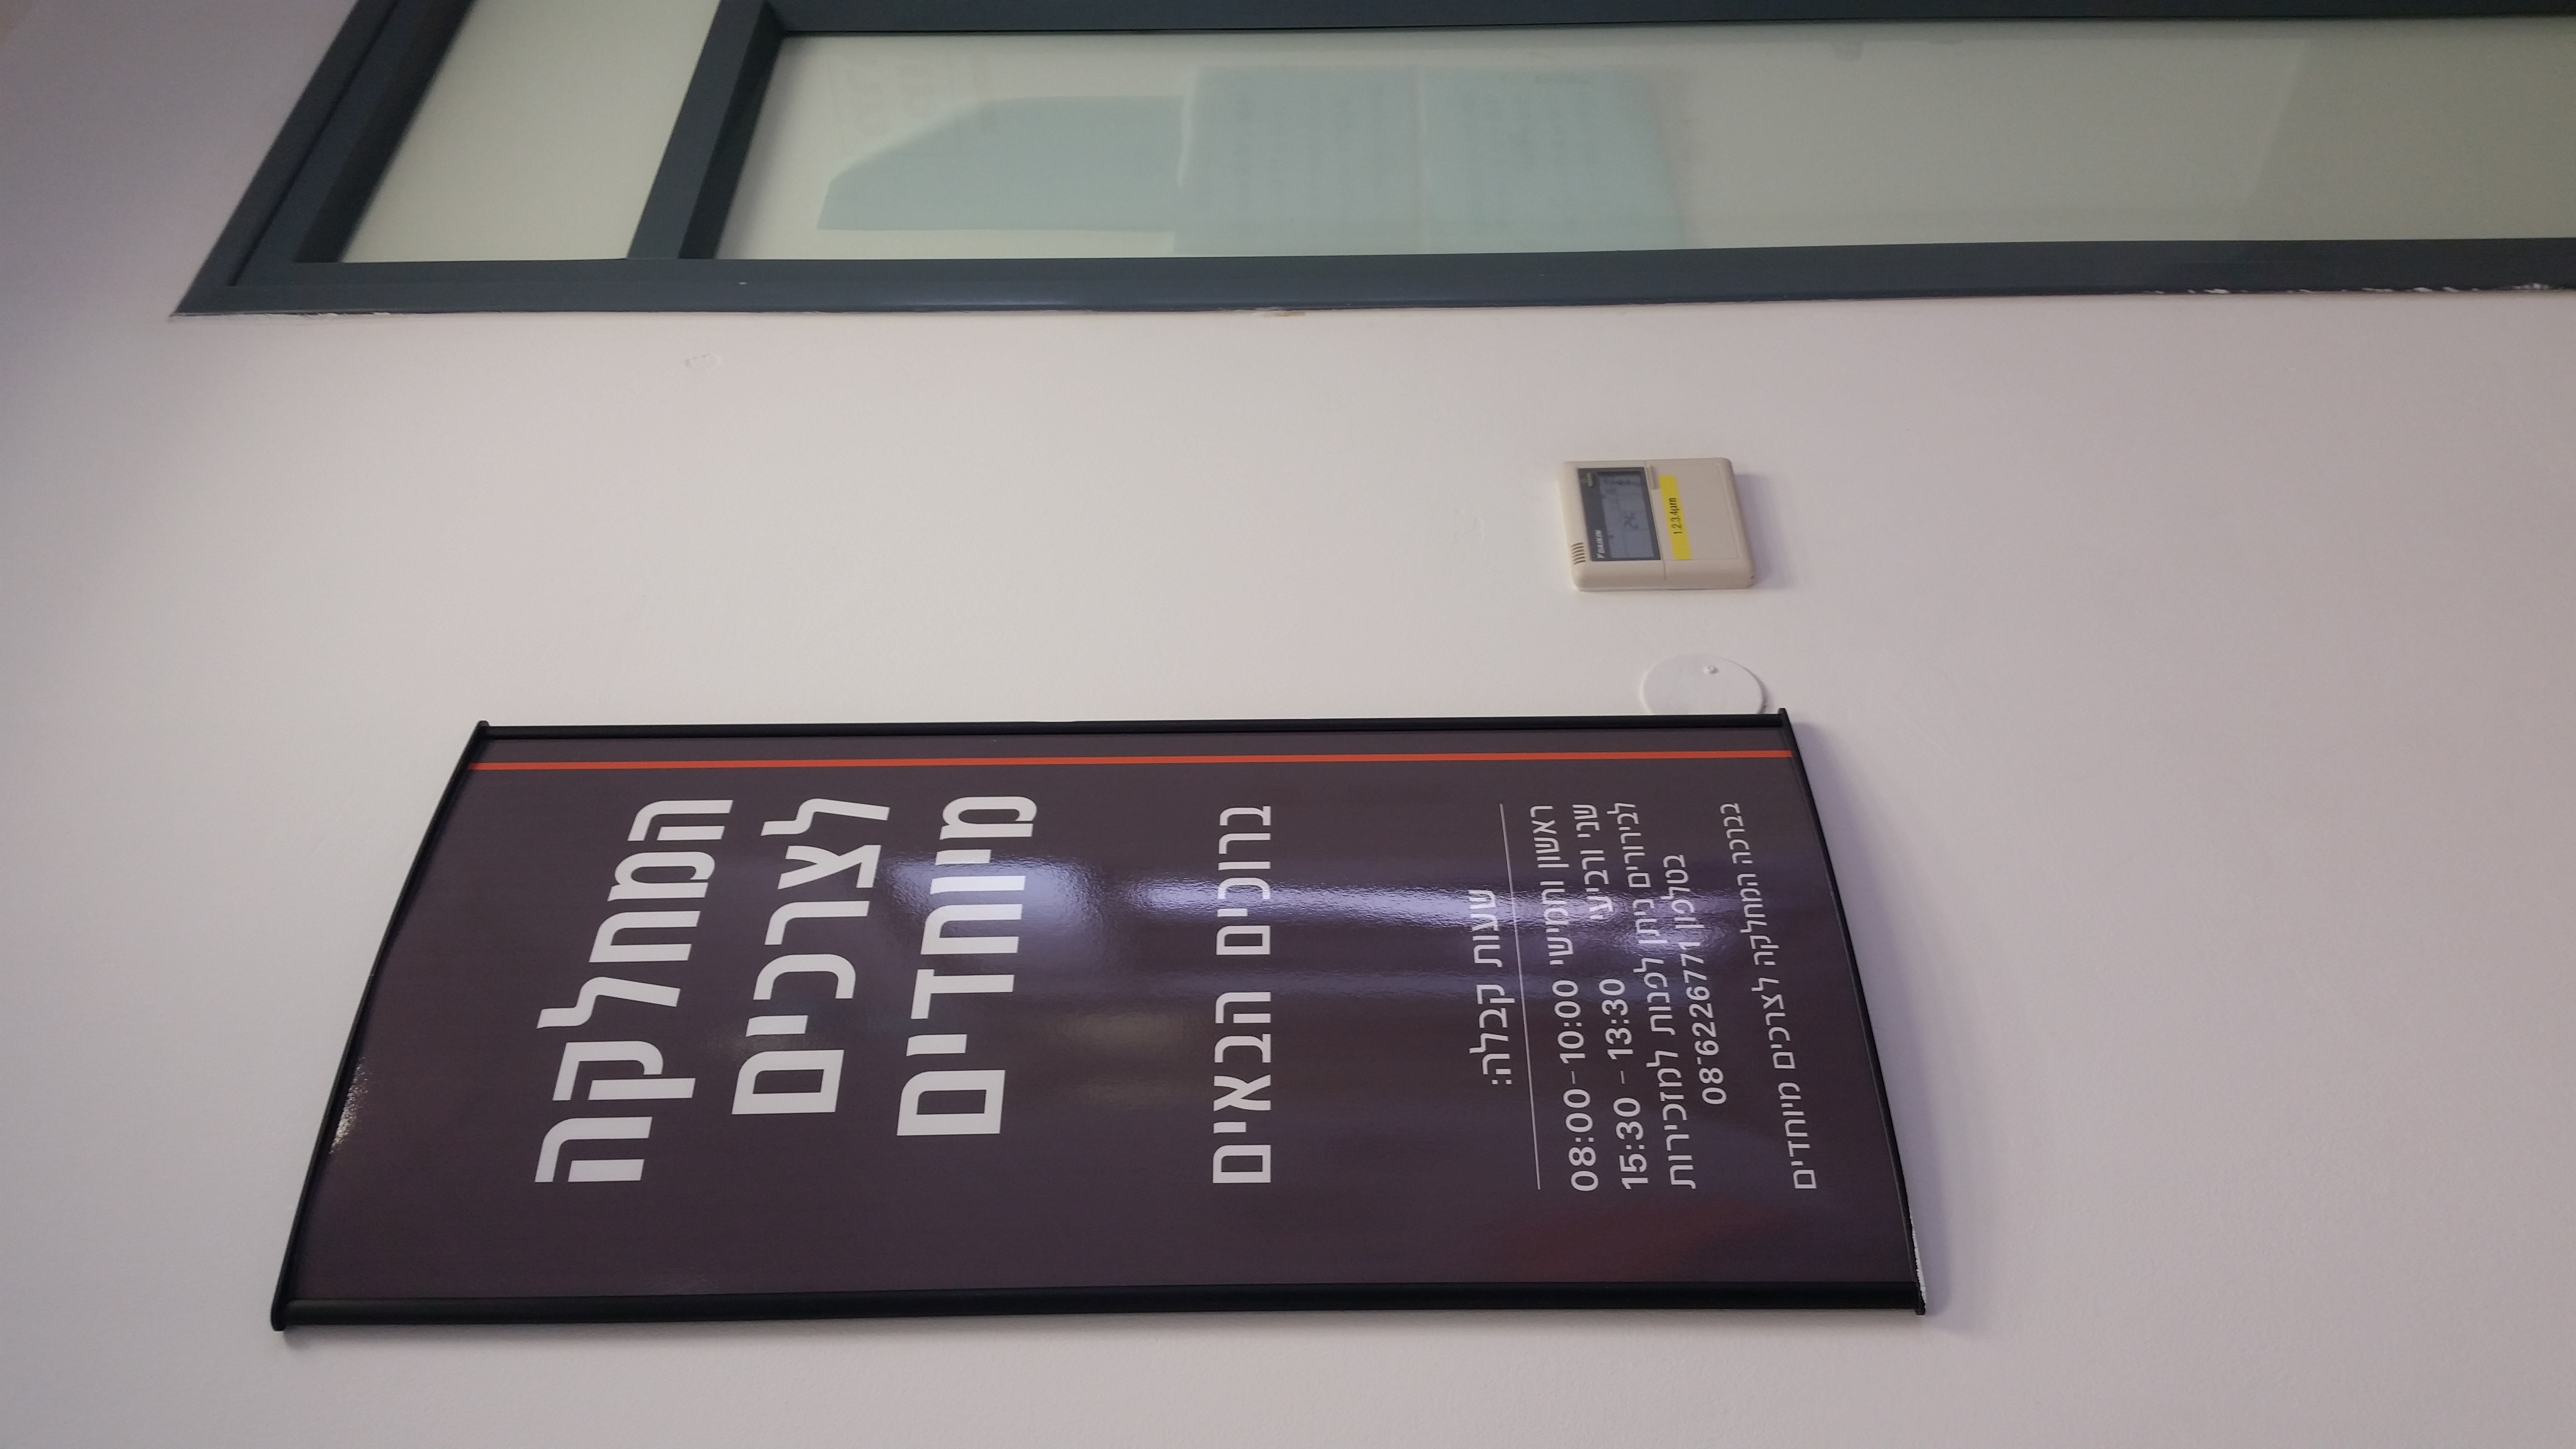 המחלקה
לצרכים
מיוחדים
ברוכים הבאים
שעות קבלה:
ראשון וחמישי 10:00 - 08:00
שני ורביעי 13:30 - 15:30
לבירורים ניתן לפנות למזכירות
בטלפון 08-6226771
בברכה המחלקה לצרכים מיוחדים
DAIKIN